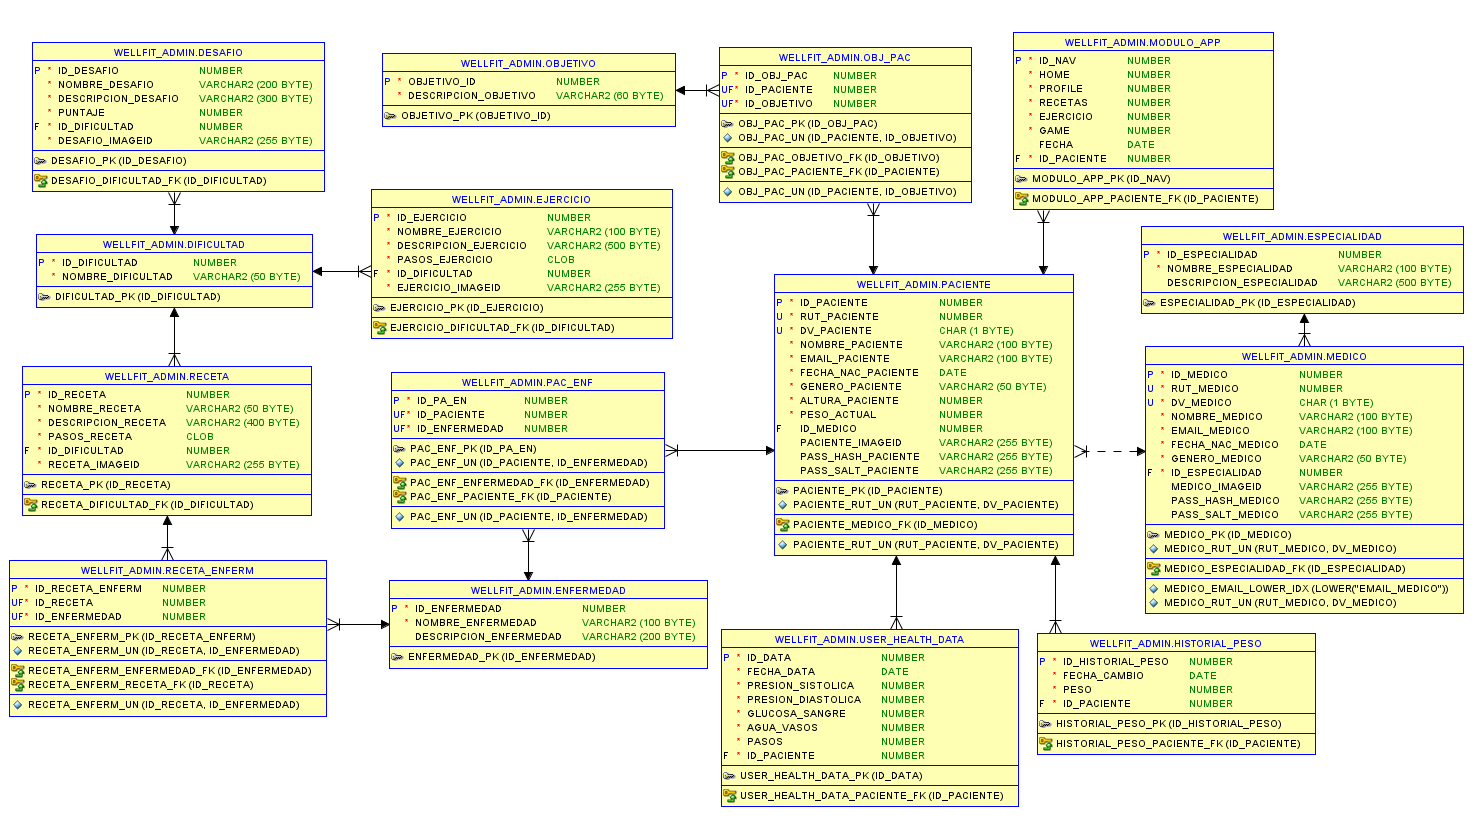 WELLFIT_ADMIN.DESAFIO
P * ID_DESAFIO NUMBER
* NOMBRE_DESAFIO VARCHAR2 (200 BYTE)
* DESCRIPCION_DESAFIO VARCHAR2 (300 BYTE)
* PUNTAJE NUMBER
F * ID_DIFICULTAD NUMBER
* DESAFIO_IMAGEID VARCHAR2 (255 BYTE)
DESAFIO_PK (ID_DESAFIO)
DESAFIO_DIFICULTAD_FK (ID_DIFICULTAD)
WELLFIT_ADMIN.OBJETIVO
P * OBJETIVO_ID NUMBER
* DESCRIPCION_OBJETIVO VARCHAR2 (60 BYTE)
OBJETIVO_PK (OBJETIVO_ID)
WELLFIT_ADMIN.OBJ_PAC
P * ID_OBJ_PAC NUMBER
UF* ID_PACIENTE NUMBER
UF* ID_OBJETIVO NUMBER
OBJ_PAC_PK (ID_OBJ_PAC)
OBJ_PAC_UN (ID_PACIENTE, ID_OBJETIVO)
OBJ_PAC_OBJETIVO_FK (ID_OBJETIVO)
OBJ_PAC_PACIENTE_FK (ID_PACIENTE)
OBJ_PAC_UN (ID_PACIENTE, ID_OBJETIVO)
WELLFIT_ADMIN.MODULO_APP
P * ID_NAV NUMBER
* HOME NUMBER
* PROFILE NUMBER
* RECETAS NUMBER
* EJERCICIO NUMBER
* GAME NUMBER
FECHA DATE
F * ID_PACIENTE NUMBER
MODULO_APP_PK (ID_NAV)
MODULO_APP_PACIENTE_FK (ID_PACIENTE)
WELLFIT_ADMIN.DIFICULTAD
P * ID_DIFICULTAD NUMBER
* NOMBRE_DIFICULTAD VARCHAR2 (50 BYTE)
DIFICULTAD_PK (ID_DIFICULTAD)
WELLFIT_ADMIN.EJERCICIO
P * ID_EJERCICIO NUMBER
* NOMBRE_EJERCICIO VARCHAR2 (100 BYTE)
* DESCRIPCION_EJERCICIO VARCHAR2 (500 BYTE)
* PASOS_EJERCICIO CLOB
F * ID_DIFICULTAD NUMBER
* EJERCICIO_IMAGEID VARCHAR2 (255 BYTE)
EJERCICIO_PK (ID_EJERCICIO)
EJERCICIO_DIFICULTAD_FK (ID_DIFICULTAD)
WELLFIT_ADMIN.ESPECIALIDAD
P * ID_ESPECIALIDAD NUMBER
* NOMBRE_ESPECIALIDAD VARCHAR2 (100 BYTE)
DESCRIPCION_ESPECIALIDAD VARCHAR2 (500 BYTE)
ESPECIALIDAD_PK (ID_ESPECIALIDAD)
WELLFIT_ADMIN.PACIENTE
P * ID_PACIENTE NUMBER
U * RUT_PACIENTE NUMBER
U * DV_PACIENTE CHAR (1 BYTE)
* NOMBRE_PACIENTE VARCHAR2 (100 BYTE)
* EMAIL_PACIENTE VARCHAR2 (100 BYTE)
* FECHA_NAC_PACIENTE DATE
* GENERO_PACIENTE VARCHAR2 (50 BYTE)
* ALTURA_PACIENTE NUMBER
* PESO_ACTUAL NUMBER
F ID_MEDICO NUMBER
PACIENTE_IMAGEID VARCHAR2 (255 BYTE)
PASS_HASH_PACIENTE VARCHAR2 (255 BYTE)
PASS_SALT_PACIENTE VARCHAR2 (255 BYTE)
PACIENTE_PK (ID_PACIENTE)
PACIENTE_RUT_UN (RUT_PACIENTE, DV_PACIENTE)
PACIENTE_MEDICO_FK (ID_MEDICO)
PACIENTE_RUT_UN (RUT_PACIENTE, DV_PACIENTE)
WELLFIT_ADMIN.MEDICO
P * ID_MEDICO NUMBER
U * RUT_MEDICO NUMBER
U * DV_MEDICO CHAR (1 BYTE)
* NOMBRE_MEDICO VARCHAR2 (100 BYTE)
* EMAIL_MEDICO VARCHAR2 (100 BYTE)
* FECHA_NAC_MEDICO DATE
* GENERO_MEDICO VARCHAR2 (50 BYTE)
F * ID_ESPECIALIDAD NUMBER
MEDICO_IMAGEID VARCHAR2 (255 BYTE)
PASS_HASH_MEDICO VARCHAR2 (255 BYTE)
PASS_SALT_MEDICO VARCHAR2 (255 BYTE)
MEDICO_PK (ID_MEDICO)
MEDICO_RUT_UN (RUT_MEDICO, DV_MEDICO)
MEDICO_ESPECIALIDAD_FK (ID_ESPECIALIDAD)
MEDICO_EMAIL_LOWER_IDX (LOWER("EMAIL_MEDICO"))
MEDICO_RUT_UN (RUT_MEDICO, DV_MEDICO)
WELLFIT_ADMIN.RECETA
P * ID_RECETA NUMBER
* NOMBRE_RECETA VARCHAR2 (50 BYTE)
* DESCRIPCION_RECETA VARCHAR2 (400 BYTE)
* PASOS_RECETA CLOB
F * ID_DIFICULTAD NUMBER
* RECETA_IMAGEID VARCHAR2 (255 BYTE)
RECETA_PK (ID_RECETA)
RECETA_DIFICULTAD_FK (ID_DIFICULTAD)
WELLFIT_ADMIN.PAC_ENF
P * ID_PA_EN NUMBER
UF* ID_PACIENTE NUMBER
UF* ID_ENFERMEDAD NUMBER
PAC_ENF_PK (ID_PA_EN)
PAC_ENF_UN (ID_PACIENTE, ID_ENFERMEDAD)
PAC_ENF_ENFERMEDAD_FK (ID_ENFERMEDAD)
PAC_ENF_PACIENTE_FK (ID_PACIENTE)
PAC_ENF_UN (ID_PACIENTE, ID_ENFERMEDAD)
WELLFIT_ADMIN.RECETA_ENFERM
P * ID_RECETA_ENFERM NUMBER
UF* ID_RECETA NUMBER
UF* ID_ENFERMEDAD NUMBER
RECETA_ENFERM_PK (ID_RECETA_ENFERM)
RECETA_ENFERM_UN (ID_RECETA, ID_ENFERMEDAD)
RECETA_ENFERM_ENFERMEDAD_FK (ID_ENFERMEDAD)
RECETA_ENFERM_RECETA_FK (ID_RECETA)
RECETA_ENFERM_UN (ID_RECETA, ID_ENFERMEDAD)
WELLFIT_ADMIN.ENFERMEDAD
P * ID_ENFERMEDAD NUMBER
* NOMBRE_ENFERMEDAD VARCHAR2 (100 BYTE)
DESCRIPCION_ENFERMEDAD VARCHAR2 (200 BYTE)
ENFERMEDAD_PK (ID_ENFERMEDAD)
WELLFIT_ADMIN.USER_HEALTH_DATA
P * ID_DATA NUMBER
* FECHA_DATA DATE
* PRESION_SISTOLICA NUMBER
* PRESION_DIASTOLICA NUMBER
* GLUCOSA_SANGRE NUMBER
* AGUA_VASOS NUMBER
* PASOS NUMBER
F * ID_PACIENTE NUMBER
USER_HEALTH_DATA_PK (ID_DATA)
USER_HEALTH_DATA_PACIENTE_FK (ID_PACIENTE)
WELLFIT_ADMIN.HISTORIAL_PESO
P * ID_HISTORIAL_PESO NUMBER
* FECHA_CAMBIO DATE
* PESO NUMBER
F * ID_PACIENTE NUMBER
HISTORIAL_PESO_PK (ID_HISTORIAL_PESO)
HISTORIAL_PESO_PACIENTE_FK (ID_PACIENTE)